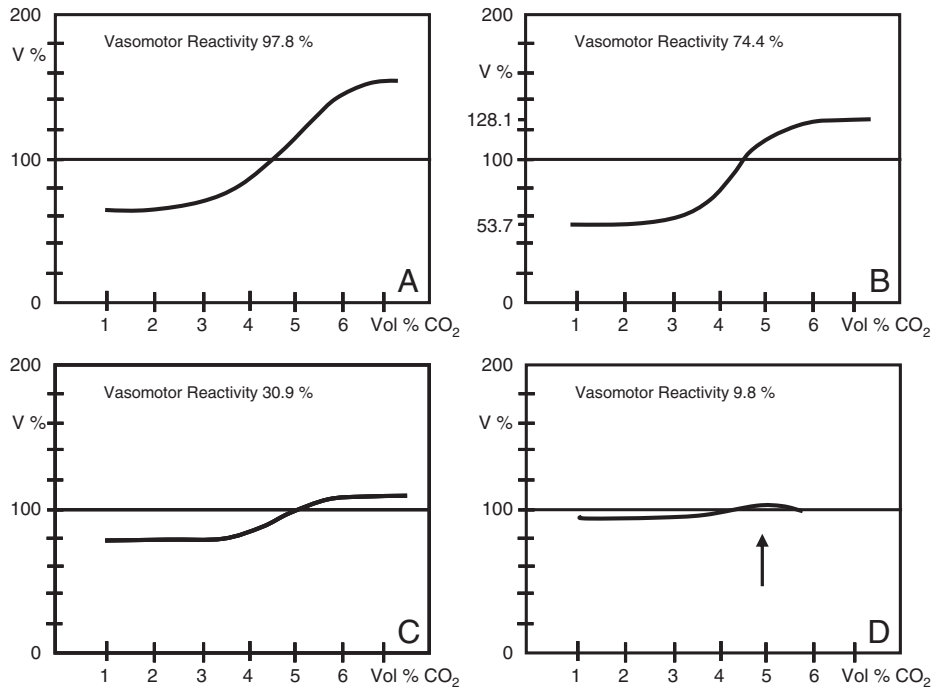 200
Vasomotor Reactivity 97.8 %
V %
100
0
1 2 3 4 5 6 Vol % CO2
A
200
Vasomotor Reactivity 74.4 %
V %
128.1
100
53.7
0
1 2 3 4 5 6 Vol % CO2
B
200
Vasomotor Reactivity 30.9 %
V %
100
0
1 2 3 4 5 6 Vol % CO2
C
200
Vasomotor Reactivity 9.8 %
V %
100
0
1 2 3 4 5 6 Vol % CO2
D